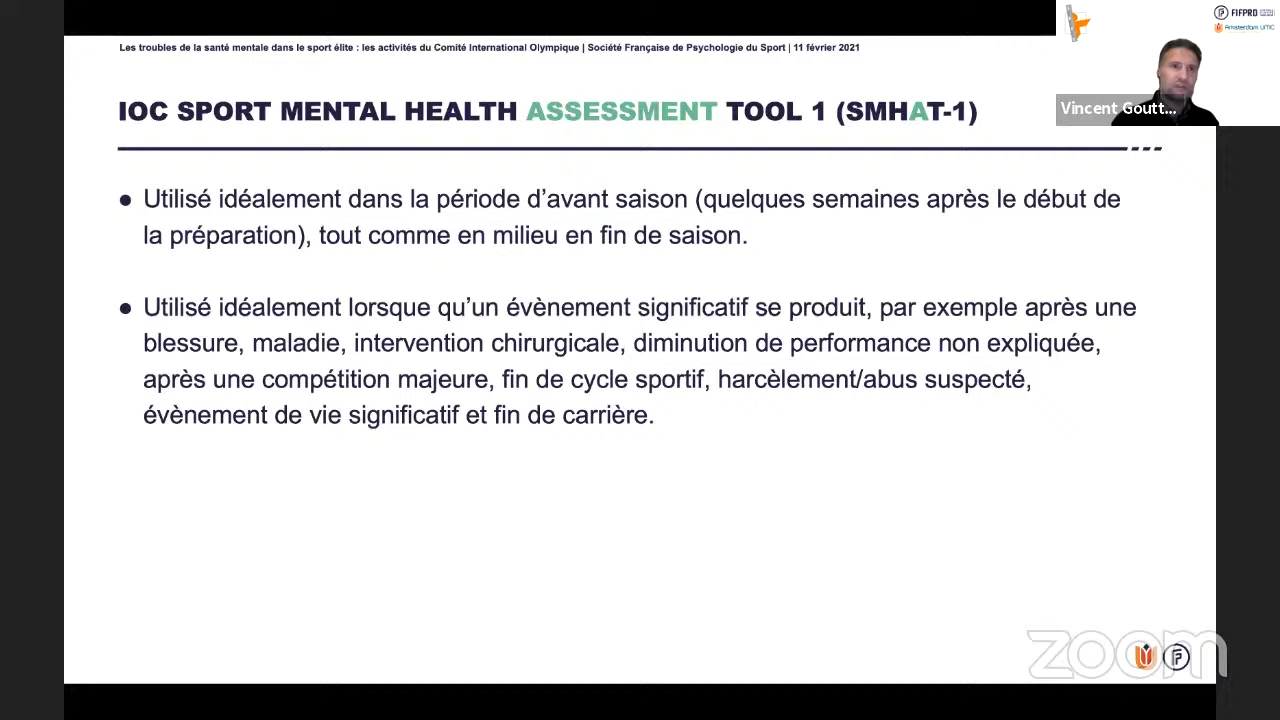 Les troubles de la santé mentale dans le sport élite : les activités du Comité International Olympique | Société Française de Psychologie du Sport | 11 février 2021
FIFPRO
Amsterdam UMC
IOC SPORT MENTAL HEALTH ASSESSMENT TOOL 1 (SMHAT-1)
Vincent Goutt...
● Utilisé idéalement dans la période d’avant saison (quelques semaines après le début de
la préparation), tout comme en milieu en fin de saison.
● Utilisé idéalement lorsque qu’un évènement significatif se produit, par exemple après une
blessure, maladie, intervention chirurgicale, diminution de performance non expliquée,
après une compétition majeure, fin de cycle sportif, harcèlement/abus suspecté,
évènement de vie significatif et fin de carrière.
zoom